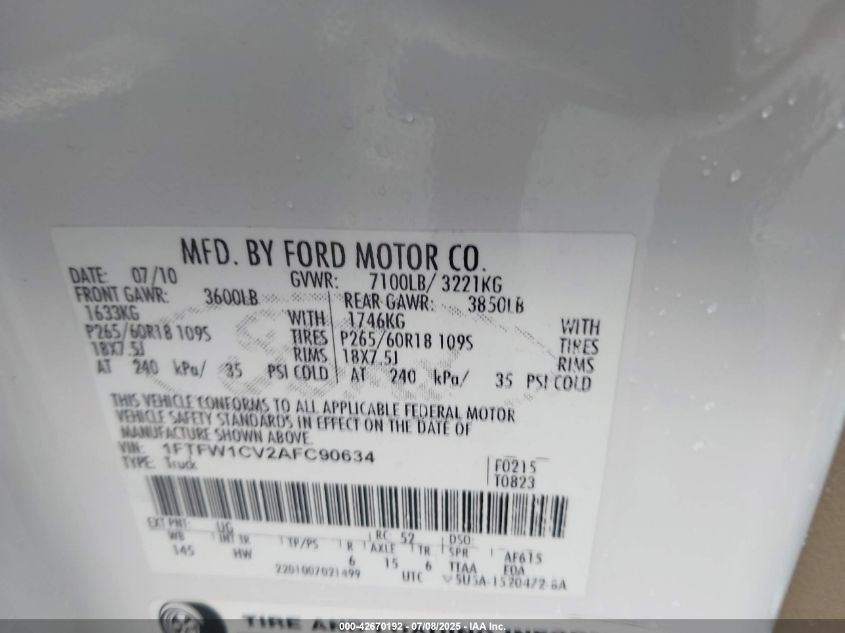 MFD. BY FORD MOTOR CO.
DATE: 07/10 GVWR: 7100LB/ 3221KG
FRONT GAWR: 3600LB REAR GAWR: 3850LB
1633KG WITH 1746KG WITH
P265/60R18 109S TIRES P265/60R18 109S TIRES
18X7.5J RIMS 18X7.5J RIMS
AT 240 kPa/ 35 PSI COLD AT 240 kPa/ 35 PSI COLD
THIS VEHICLE CONFORMS TO ALL APPLICABLE FEDERAL MOTOR
VEHICLE SAFETY STANDARDS IN EFFECT ON THE DATE OF
MANUFACTURE SHOWN ABOVE.
VIN: 1FTFW1CV2AFC90634 F0215
TYPE: Truck T0823
EXT PNT: UG RC 52 DSO:
WB INT TR TP/PS R AXLE TR SPR AF615
145 HW 6 15 6 TTAA EOA
2201007021499 UTC 5U5A-1520472-BA
TIRE
000-42670192 - 07/08/2025 - IAA Inc.